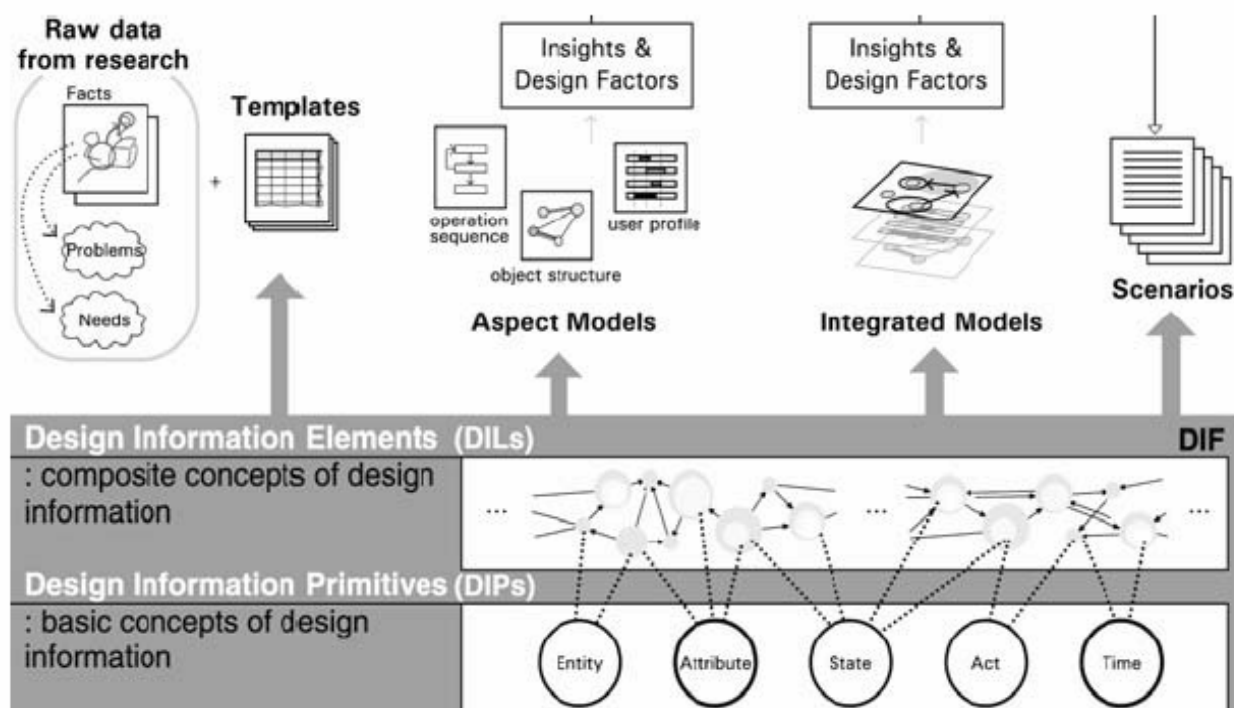 Raw data
from research
Facts
Problems
Needs
+
Templates
Insights &
Design Factors
operation
sequence
object structure
user profile
Aspect Models
Insights &
Design Factors
Integrated Models
Scenarios
Design Information Elements (DILs)
DIF
: composite concepts of design
information
...
...
...
Design Information Primitives (DIPs)
: basic concepts of design
information
Entity
Attribute
State
Act
Time